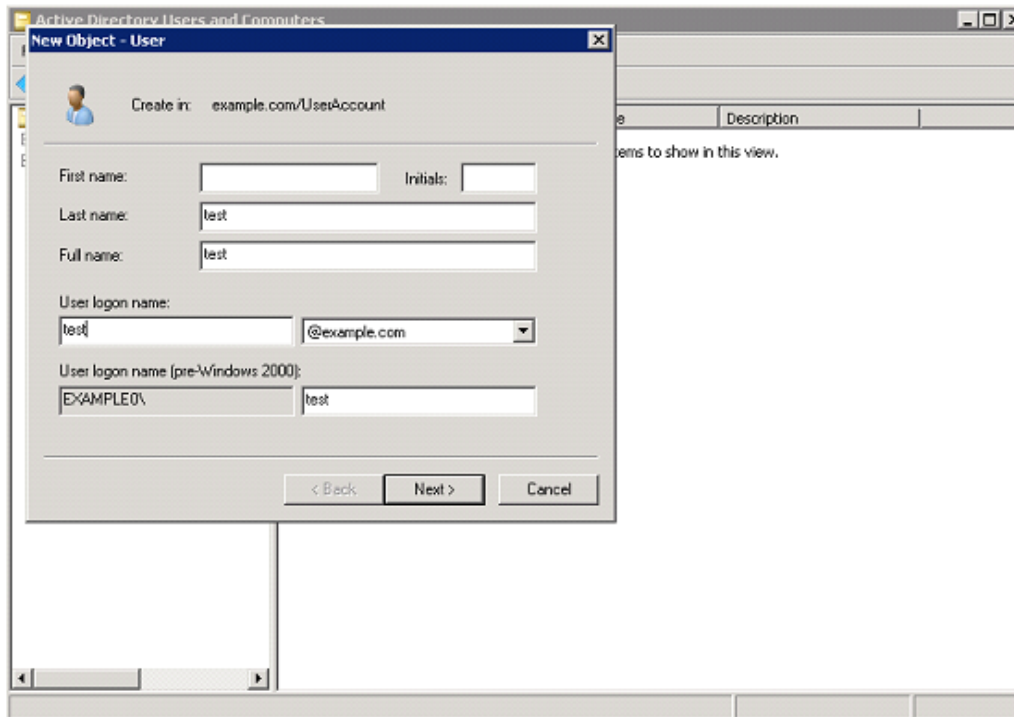 Active Directory Users and Computers
New Object - User
Create in: example.com/UserAccount
Description
ems to show in this view.
First name:
Initials:
Last name: test
Full name: test
User logon name:
test @example.com
User logon name (pre-Windows 2000):
EXAMPLE0\ test
< Back Next > Cancel